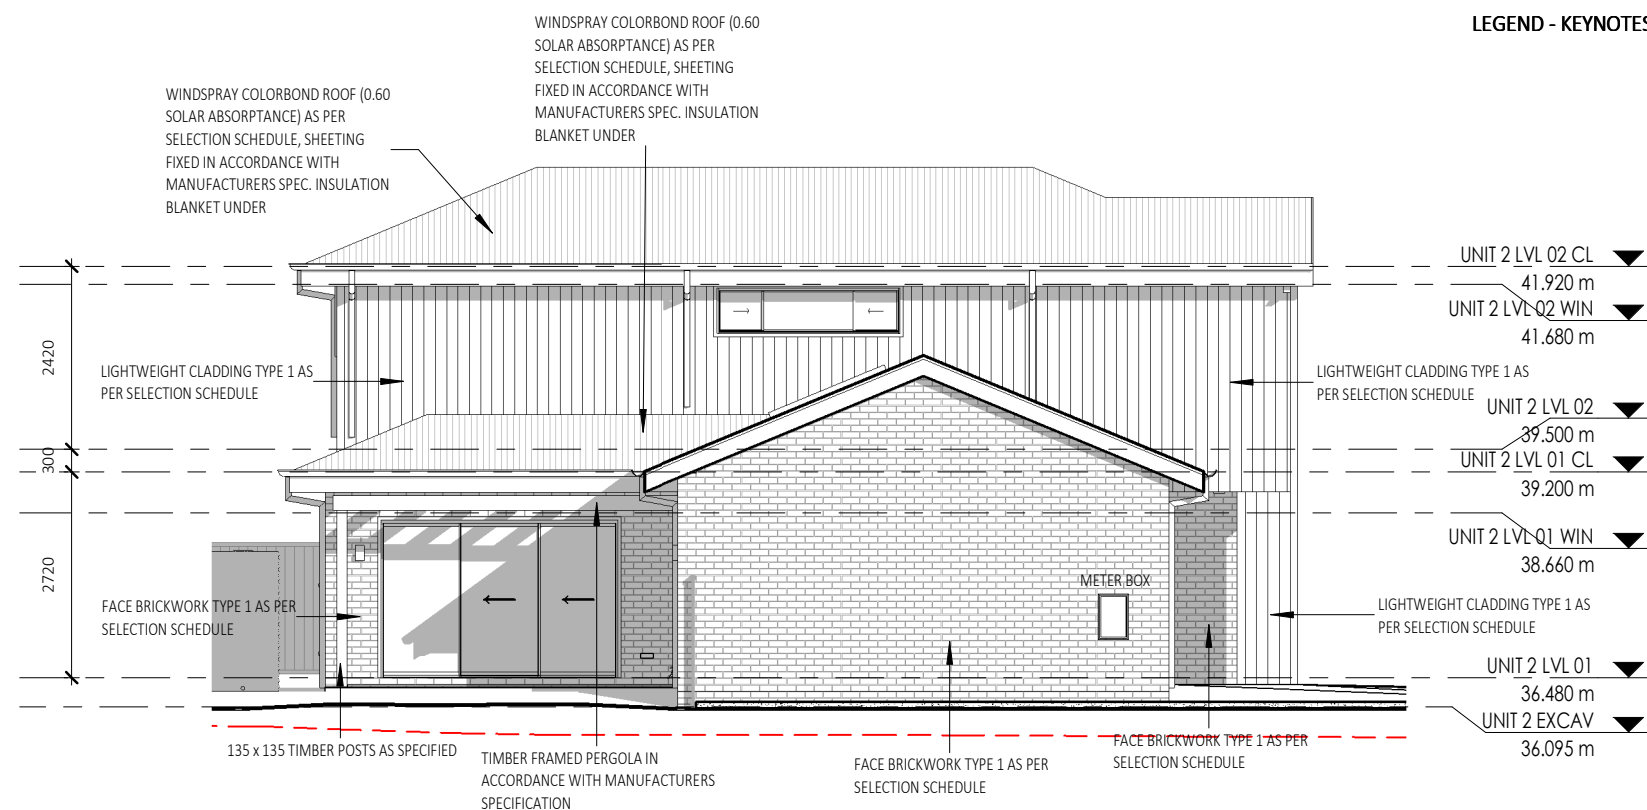 WINDSPRAY COLORBOND ROOF (0.60
SOLAR ABSORPTANCE) AS PER
SELECTION SCHEDULE, SHEETING
FIXED IN ACCORDANCE WITH
MANUFACTURERS SPEC. INSULATION
BLANKET UNDER
LEGEND - KEYNOTES
WINDSPRAY COLORBOND ROOF (0.60
SOLAR ABSORPTANCE) AS PER
SELECTION SCHEDULE, SHEETING
FIXED IN ACCORDANCE WITH
MANUFACTURERS SPEC. INSULATION
BLANKET UNDER
UNIT 2 LVL 02 CL
41.920 m
UNIT 2 LVL 02 WIN
41.680 m
2420
LIGHTWEIGHT CLADDING TYPE 1 AS
PER SELECTION SCHEDULE
LIGHTWEIGHT CLADDING TYPE 1 AS
PER SELECTION SCHEDULE
UNIT 2 LVL 02
39.500 m
300
UNIT 2 LVL 01 CL
39.200 m
UNIT 2 LVL 01 WIN
38.660 m
2720
METER BOX
FACE BRICKWORK TYPE 1 AS PER
SELECTION SCHEDULE
LIGHTWEIGHT CLADDING TYPE 1 AS
PER SELECTION SCHEDULE
UNIT 2 LVL 01
36.480 m
UNIT 2 EXCAV
36.095 m
135 x 135 TIMBER POSTS AS SPECIFIED
TIMBER FRAMED PERGOLA IN
ACCORDANCE WITH MANUFACTURERS
SPECIFICATION
FACE BRICKWORK TYPE 1 AS PER
SELECTION SCHEDULE
FACE BRICKWORK TYPE 1 AS PER
SELECTION SCHEDULE